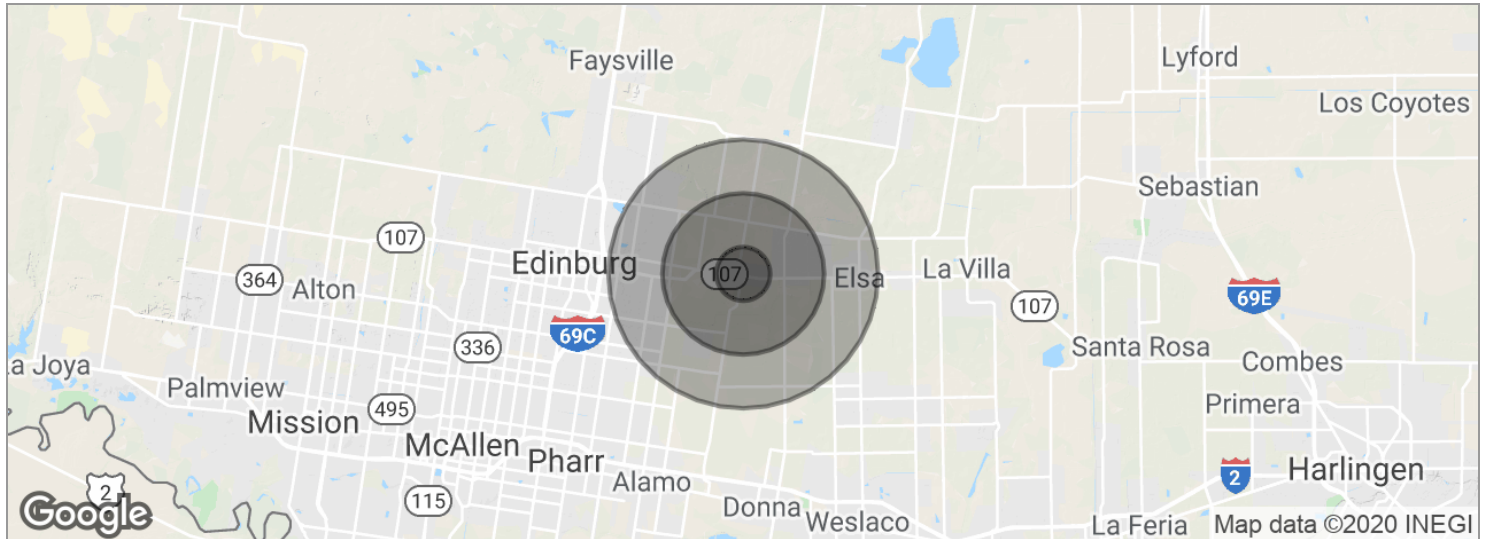 Faysville
Lyford
Los Coyotes
Sebastian
107
Edinburg
107
Elsa
La Villa
364
Alton
69E
107
69C
336
Santa Rosa
a Joya
Combes
Palmview
Primera
495
Mission
McAllen
Pharr
Harlingen
Alamo
2
2
115
Donna
Google
Weslaco
La Feria
Map data ©2020 INEGI